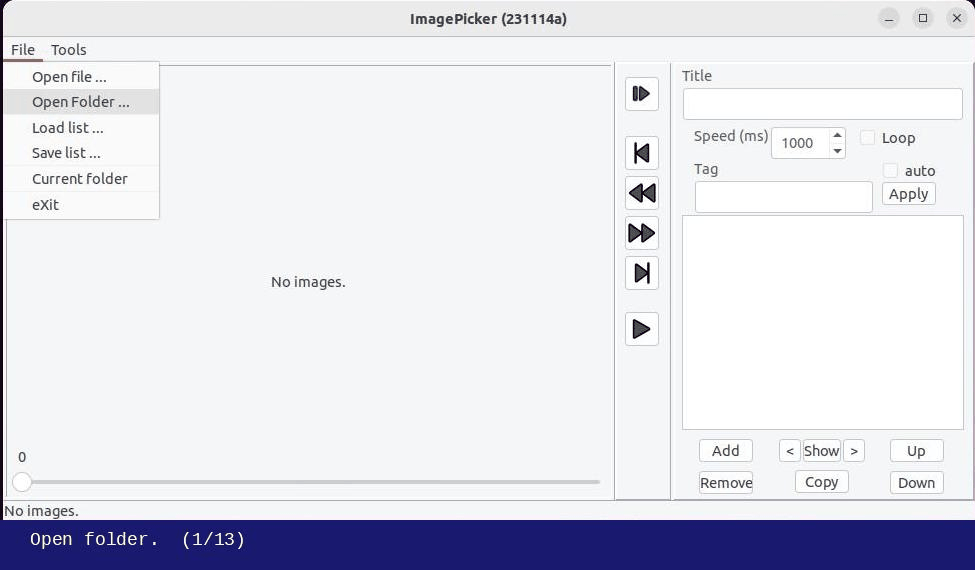 ImagePicker (231114a)
File Tools
Open file ...
Open Folder ...
Load list ...
Save list ...
Current folder
eXit
No images.
0
Title
Speed (ms) 1000 Loop
Tag auto
Apply
Add < Show > Up
Remove Copy Down
No images.
Open folder. (1/13)